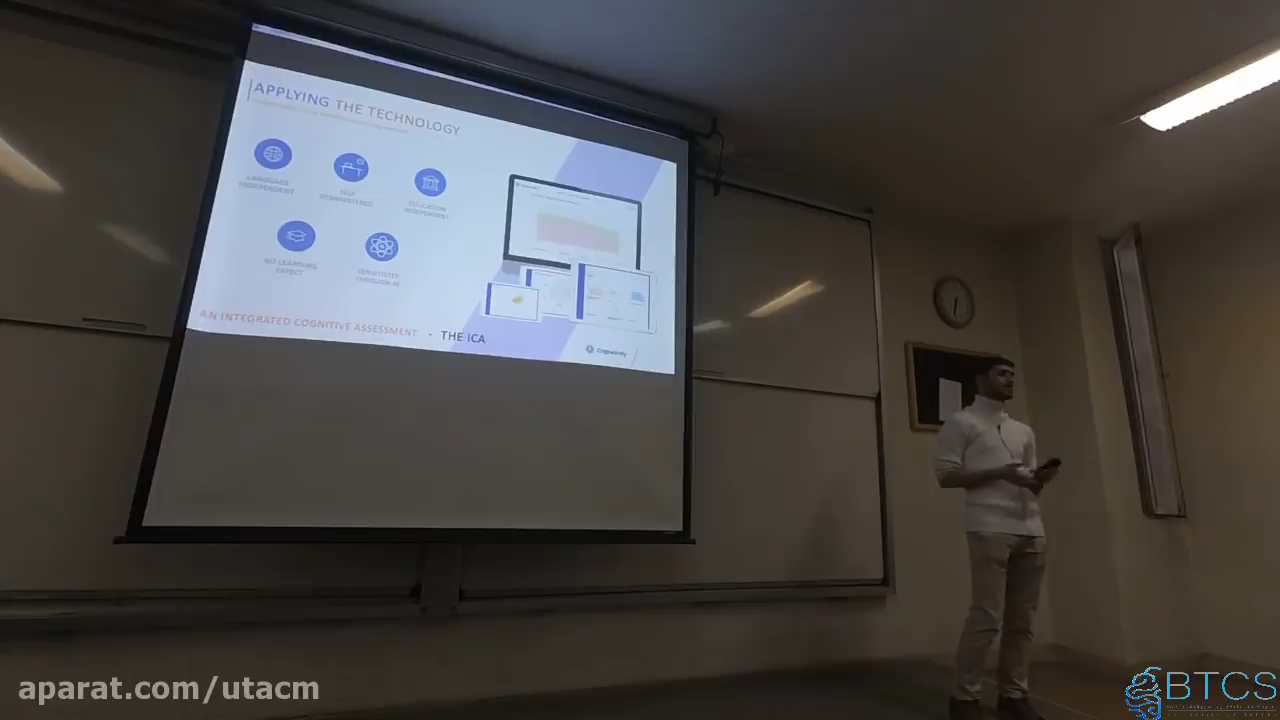 APPLYING THE TECHNOLOGY
LANGUAGE
INDEPENDENT
SELF
ADMINISTERED
EDUCATION
INDEPENDENT
NO LEARNING
EFFECT
SENSITIVITY
THROUGH AI
AN INTEGRATED COGNITIVE ASSESSMENT - THE ICA
Cognetivity
aparat.com/utacm
BTCS